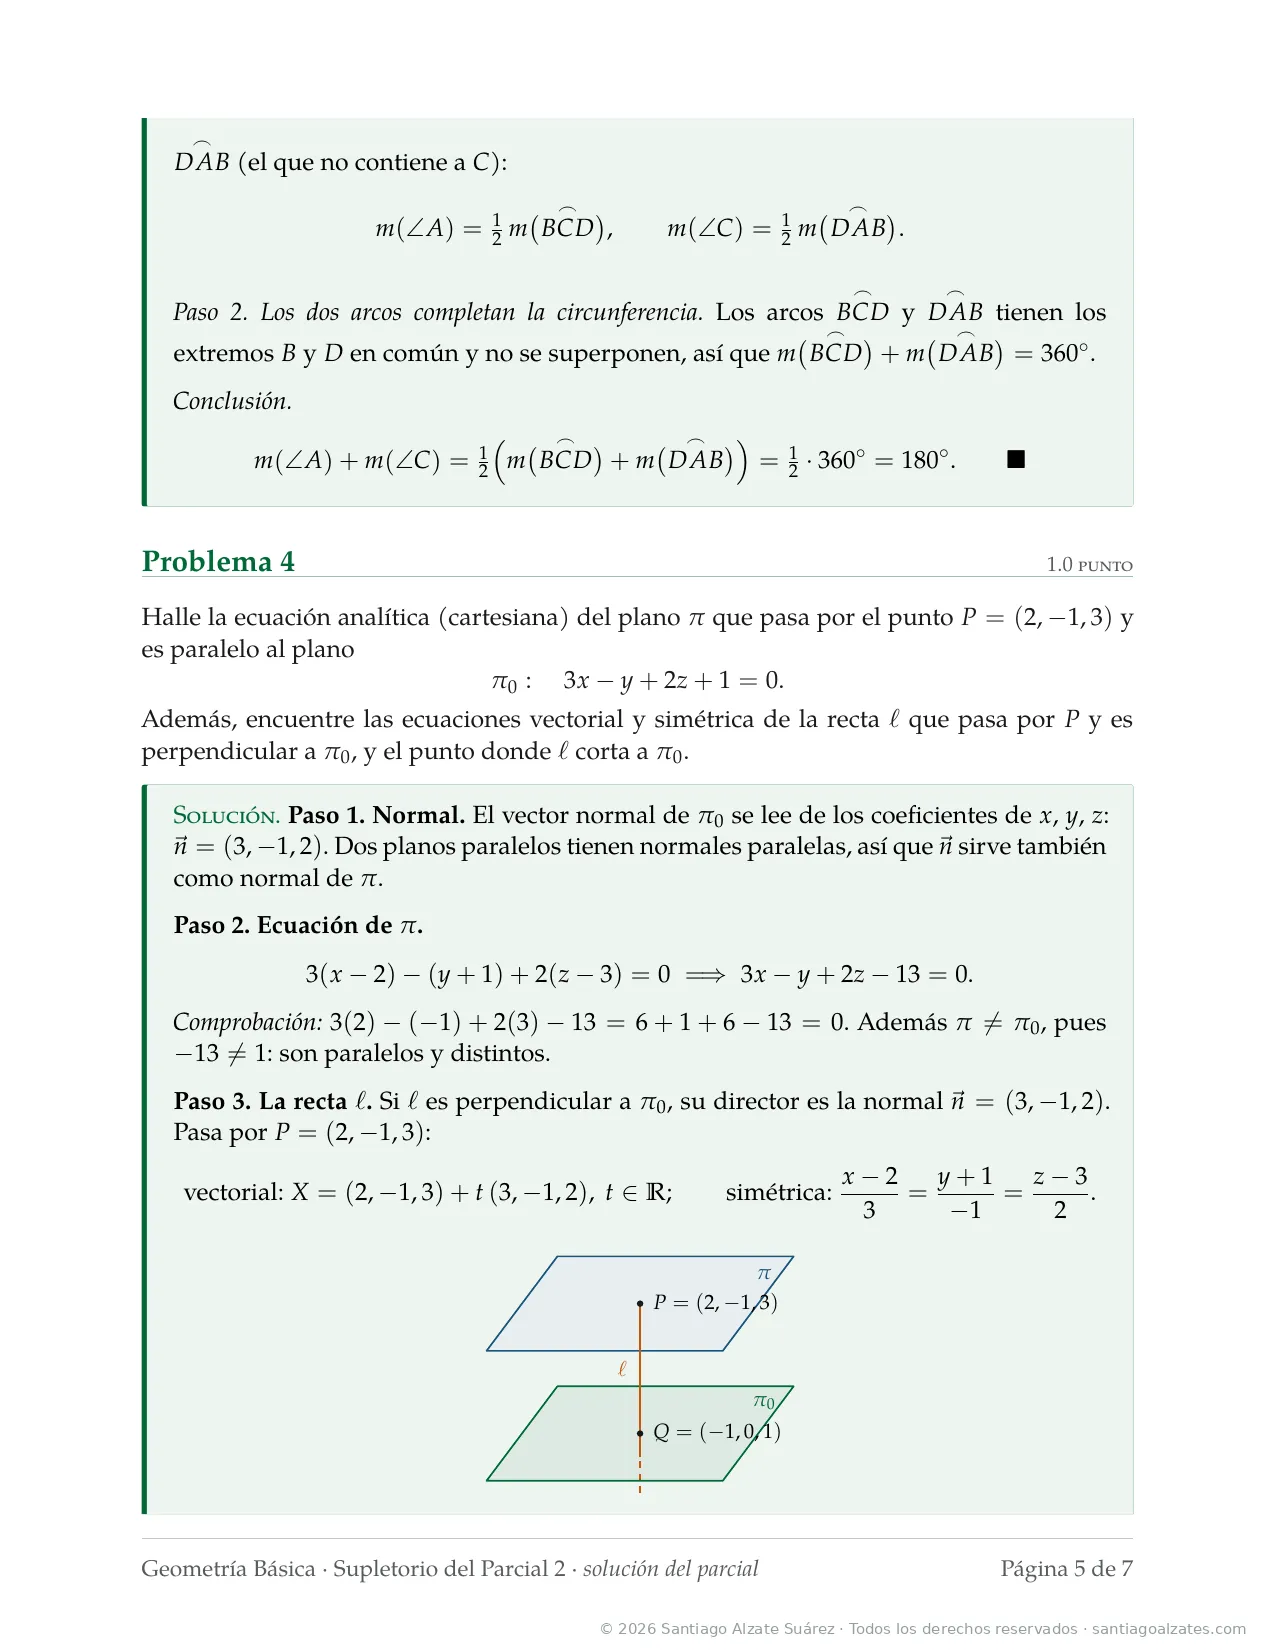 D͡AB (el que no contiene a C):
m(∠A) = 1/2 m(B͡CD),    m(∠C) = 1/2 m(D͡AB).
Paso 2. Los dos arcos completan la circunferencia. Los arcos B͡CD y D͡AB tienen los
extremos B y D en común y no se superponen, así que m(B͡CD) + m(D͡AB) = 360°.
Conclusión.
m(∠A) + m(∠C) = 1/2(m(B͡CD) + m(D͡AB)) = 1/2 · 360° = 180°.    ■
Problema 4    1.0 PUNTO
Halle la ecuación analítica (cartesiana) del plano π que pasa por el punto P = (2, −1, 3) y
es paralelo al plano
π₀ :    3x − y + 2z + 1 = 0.
Además, encuentre las ecuaciones vectorial y simétrica de la recta ℓ que pasa por P y es
perpendicular a π₀, y el punto donde ℓ corta a π₀.
SOLUCIÓN. Paso 1. Normal. El vector normal de π₀ se lee de los coeficientes de x, y, z:
n⃗ = (3, −1, 2). Dos planos paralelos tienen normales paralelas, así que n⃗ sirve también
como normal de π.
Paso 2. Ecuación de π.
3(x − 2) − (y + 1) + 2(z − 3) = 0 ⟹ 3x − y + 2z − 13 = 0.
Comprobación: 3(2) − (−1) + 2(3) − 13 = 6 + 1 + 6 − 13 = 0. Además π ≠ π₀, pues
−13 ≠ 1: son paralelos y distintos.
Paso 3. La recta ℓ. Si ℓ es perpendicular a π₀, su director es la normal n⃗ = (3, −1, 2).
Pasa por P = (2, −1, 3):
vectorial: X = (2, −1, 3) + t (3, −1, 2), t ∈ ℝ;    simétrica: (x − 2)/3 = (y + 1)/−1 = (z − 3)/2.
π
P = (2, −1, 3)
ℓ
π₀
Q = (−1, 0, 1)
Geometría Básica · Supletorio del Parcial 2 · solución del parcial    Página 5 de 7
© 2026 Santiago Alzate Suárez · Todos los derechos reservados · santiagoalzates.com